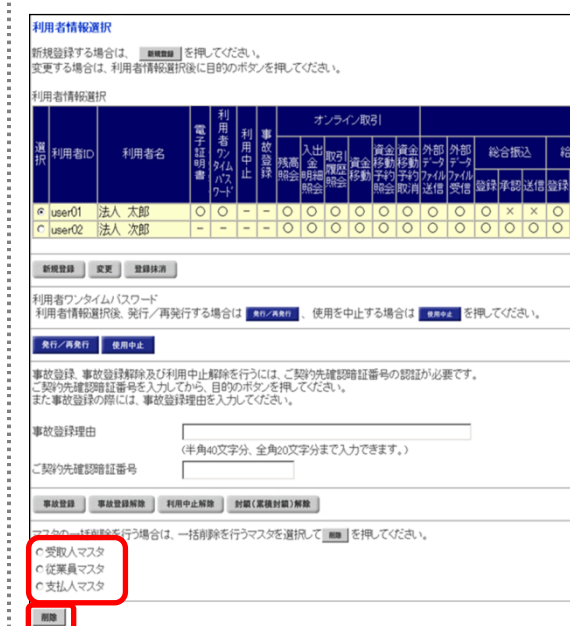 利用者情報選択
新規登録する場合は、 新規登録 を押してください。
変更する場合は、利用者情報選択後に目的のボタンを押してください。
利用者情報選択
選択 利用者ID 利用者名 電子証明書 利用者ワンタイムパスワード 利用中止 事故登録 オンライン取引
残高照会 入出金明細照会 取引履歴照会 資金移動 資金移動予約照会 資金移動予約取消 外部データファイル送信 外部データファイル受信 総合振込 給
登録 承認 送信 登録
user01 法人 太郎 ○ ○ - - ○ ○ ○ ○ ○ ○ ○ ○ ○ × × ○
user02 法人 次郎 - - - - ○ ○ ○ ○ ○ ○ ○ ○ ○ ○ ○ ○
新規登録 変更 登録抹消
利用者ワンタイムパスワード
利用者情報選択後、発行/再発行する場合は 発行/再発行 、使用を中止する場合は 使用中止 を押してください。
発行/再発行 使用中止
事故登録、事故登録解除及び利用中止解除を行うには、ご契約先確認暗証番号の認証が必要です。
ご契約先確認暗証番号を入力してから、目的のボタンを押してください。
また事故登録の際には、事故登録理由を入力してください。
事故登録理由
(半角40文字分、全角20文字分まで入力できます。)
ご契約先確認暗証番号
事故登録 事故登録解除 利用中止解除 封鎖(累積封鎖)解除
マスタの一括削除を行う場合は、一括削除を行うマスタを選択して 削除 を押してください。
受取人マスタ
従業員マスタ
支払人マスタ
削除